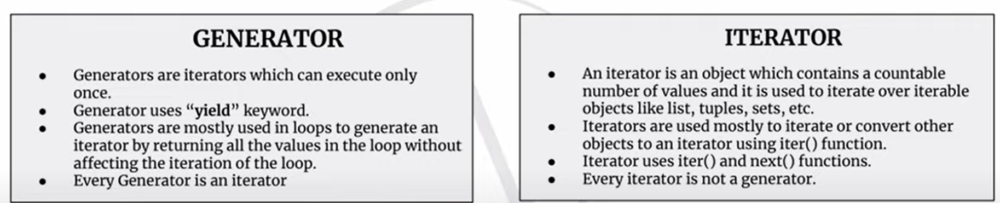 GENERATOR
● Generators are iterators which can execute only
once.
● Generator uses “yield” keyword.
● Generators are mostly used in loops to generate an
iterator by returning all the values in the loop without
affecting the iteration of the loop.
● Every Generator is an iterator
ITERATOR
● An iterator is an object which contains a countable
number of values and it is used to iterate over iterable
objects like list, tuples, sets, etc.
● Iterators are used mostly to iterate or convert other
objects to an iterator using iter() function.
● Iterator uses iter() and next() functions.
● Every iterator is not a generator.